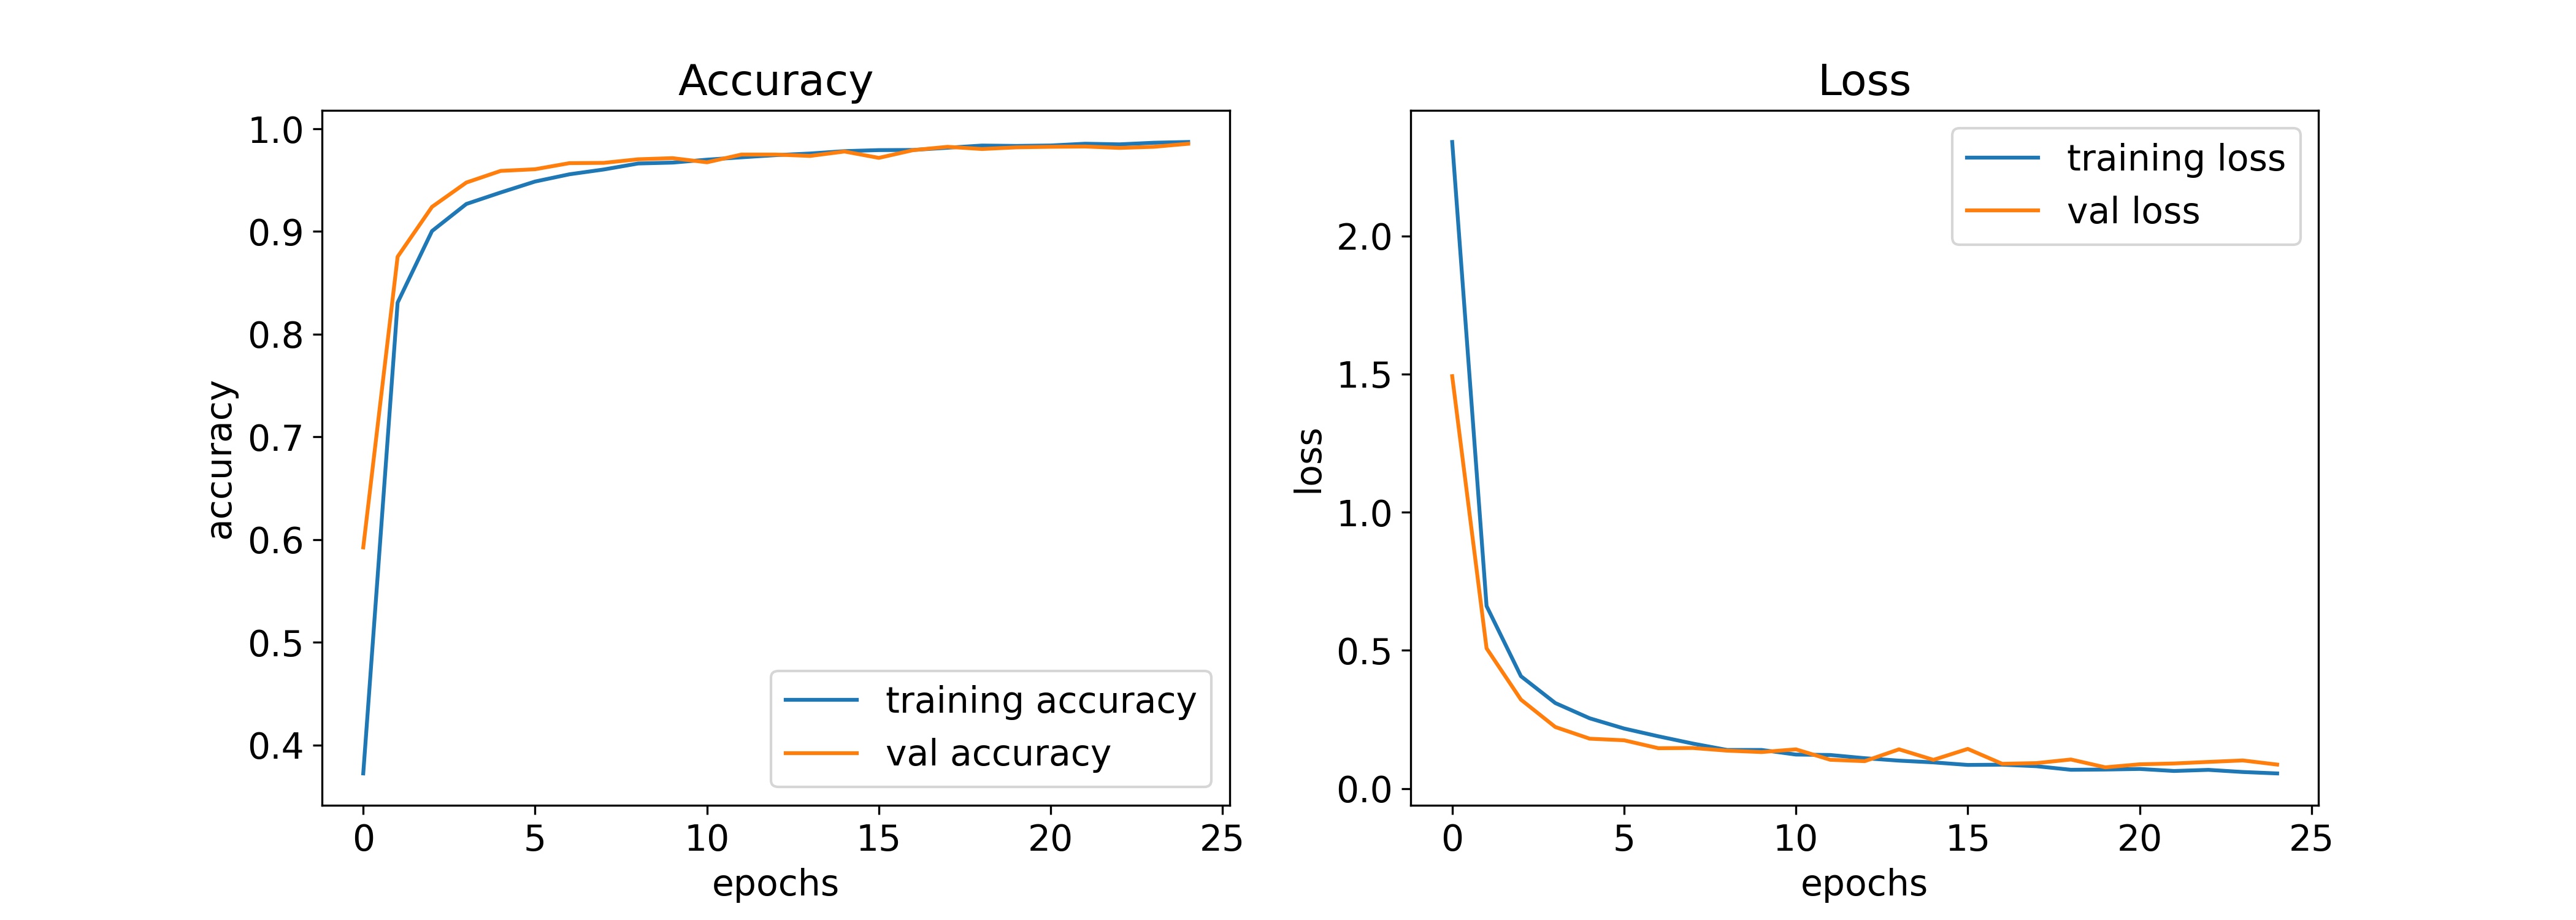 Accuracy
1.0
0.9
0.8
0.7
0.6
0.5
0.4
accuracy
training accuracy
val accuracy
0 5 10 15 20 25
epochs
Loss
2.0
1.5
1.0
0.5
0.0
loss
training loss
val loss
0 5 10 15 20 25
epochs